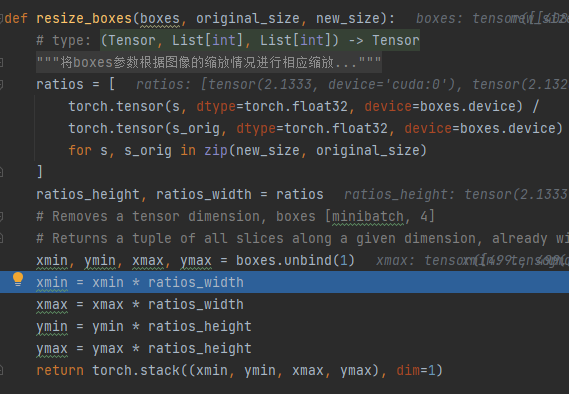 def resize_boxes(boxes, original_size, new_size): boxes: tensor([[408
# type: (Tensor, List[int], List[int]) -> Tensor
"""将boxes参数根据图像的缩放情况进行相应缩放..."""
ratios = [ ratios: [tensor(2.1333, device='cuda:0'), tensor(2.132
torch.tensor(s, dtype=torch.float32, device=boxes.device) /
torch.tensor(s_orig, dtype=torch.float32, device=boxes.device)
for s, s_orig in zip(new_size, original_size)
]
ratios_height, ratios_width = ratios ratios_height: tensor(2.1333
# Removes a tensor dimension, boxes [minibatch, 4]
# Returns a tuple of all slices along a given dimension, already wi
xmin, ymin, xmax, ymax = boxes.unbind(1) xmax: tensor([499.
xmin = xmin * ratios_width
xmax = xmax * ratios_width
ymin = ymin * ratios_height
ymax = ymax * ratios_height
return torch.stack((xmin, ymin, xmax, ymax), dim=1)